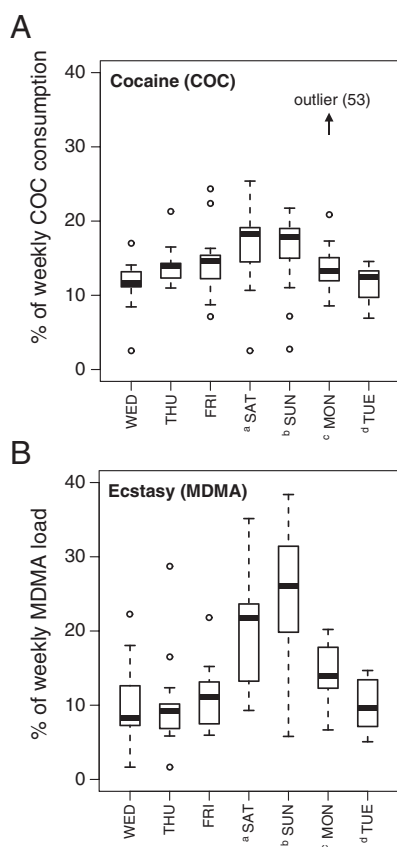 A
Cocaine (COC)
outlier (53)
% of weekly COC consumption
40
30
20
10
0
WED
THU
FRI
a SAT
b SUN
c MON
d TUE
B
Ecstasy (MDMA)
% of weekly MDMA load
40
30
20
10
0
WED
THU
FRI
a SAT
b SUN
c MON
d TUE